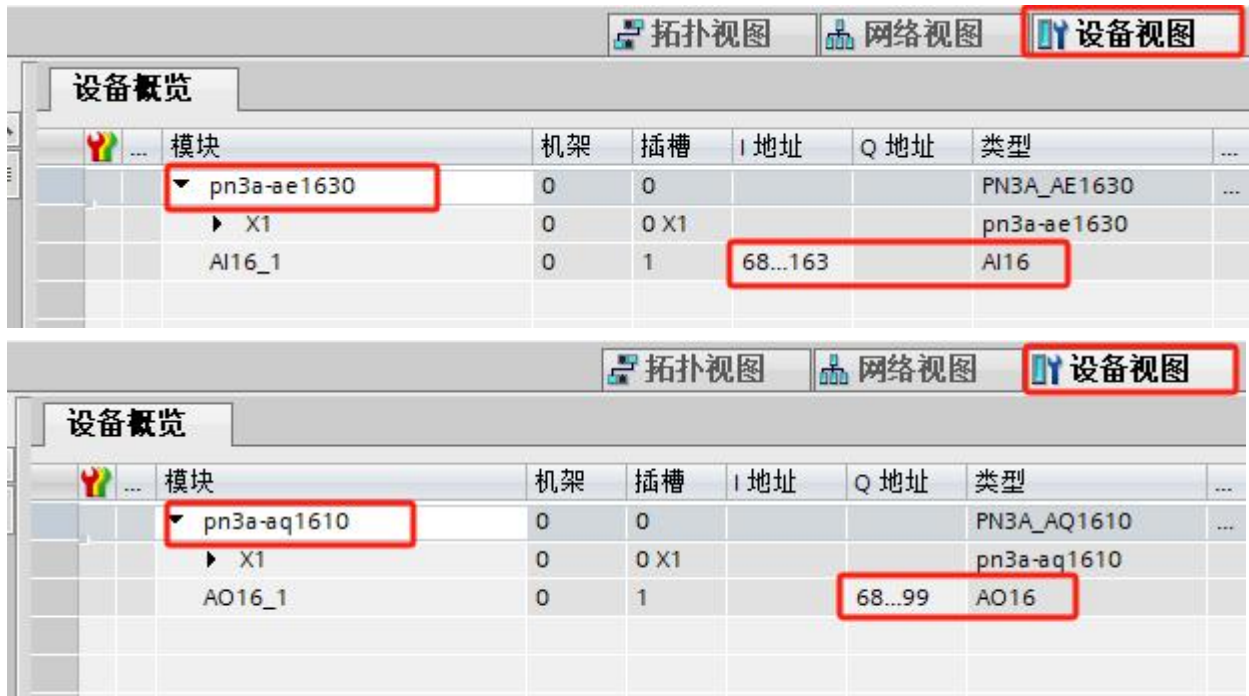 拓扑视图 网络视图 设备视图
设备概览
... 模块 机架 插槽 I 地址 Q 地址 类型 ...
pn3a-ae1630 0 0 PN3A_AE1630 ...
X1 0 0 X1 pn3a-ae1630
AI16_1 0 1 68...163 AI16
拓扑视图 网络视图 设备视图
设备概览
... 模块 机架 插槽 I 地址 Q 地址 类型 ...
pn3a-aq1610 0 0 PN3A_AQ1610 ...
X1 0 0 X1 pn3a-aq1610
AO16_1 0 1 68...99 AO16